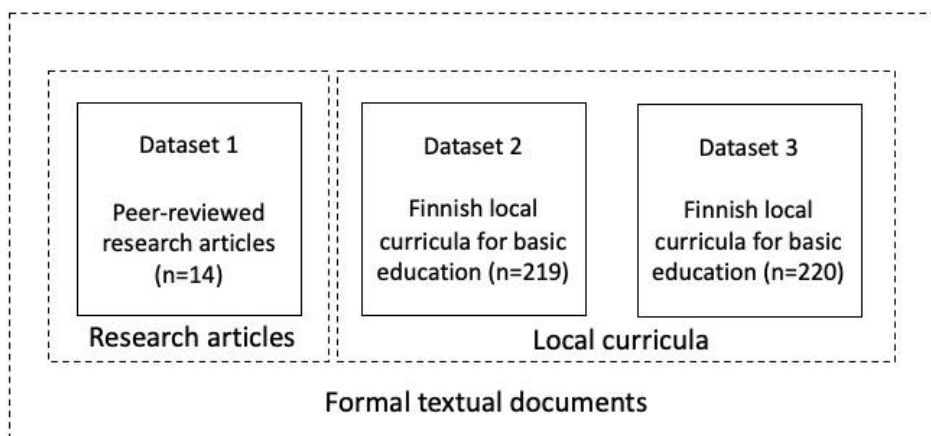 Dataset 1
Peer-reviewed
research articles
(n=14)
Research articles
Dataset 2
Finnish local
curricula for basic
education (n=219)
Dataset 3
Finnish local
curricula for basic
education (n=220)
Local curricula
Formal textual documents